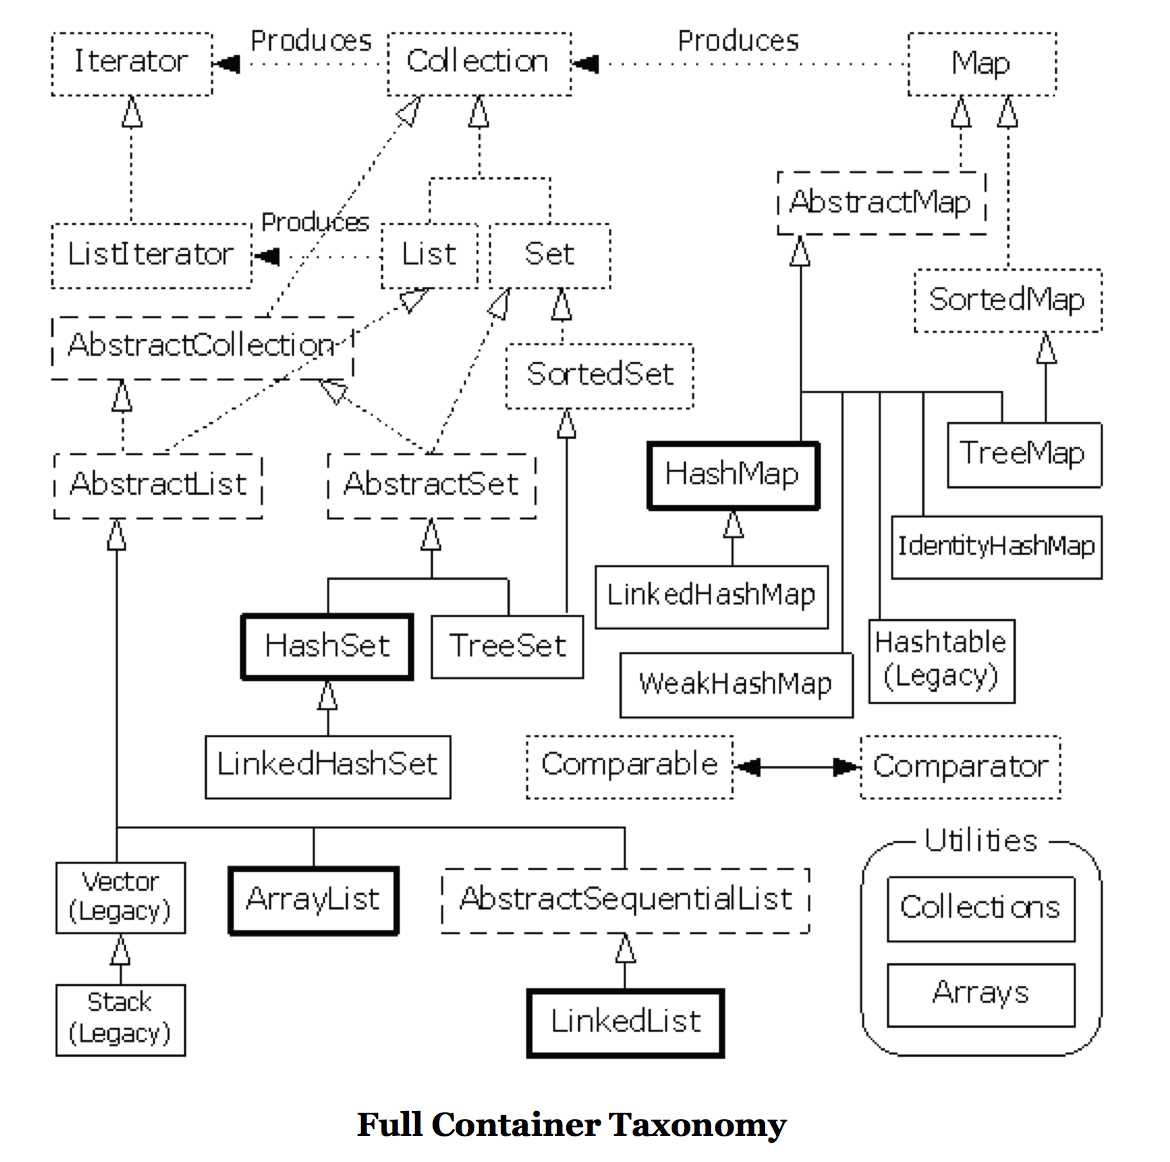 Iterator
Produces
Collection
Produces
Map
AbstractMap
ListIterator
Produces
List
Set
SortedMap
AbstractCollection
SortedSet
TreeMap
AbstractList
AbstractSet
HashMap
IdentityHashMap
LinkedHashMap
HashSet
TreeSet
Hashtable
(Legacy)
WeakHashMap
LinkedHashSet
Comparable
Comparator
Utilities
Vector
(Legacy)
ArrayList
AbstractSequentialList
Collections
Stack
(Legacy)
LinkedList
Arrays
Full Container Taxonomy